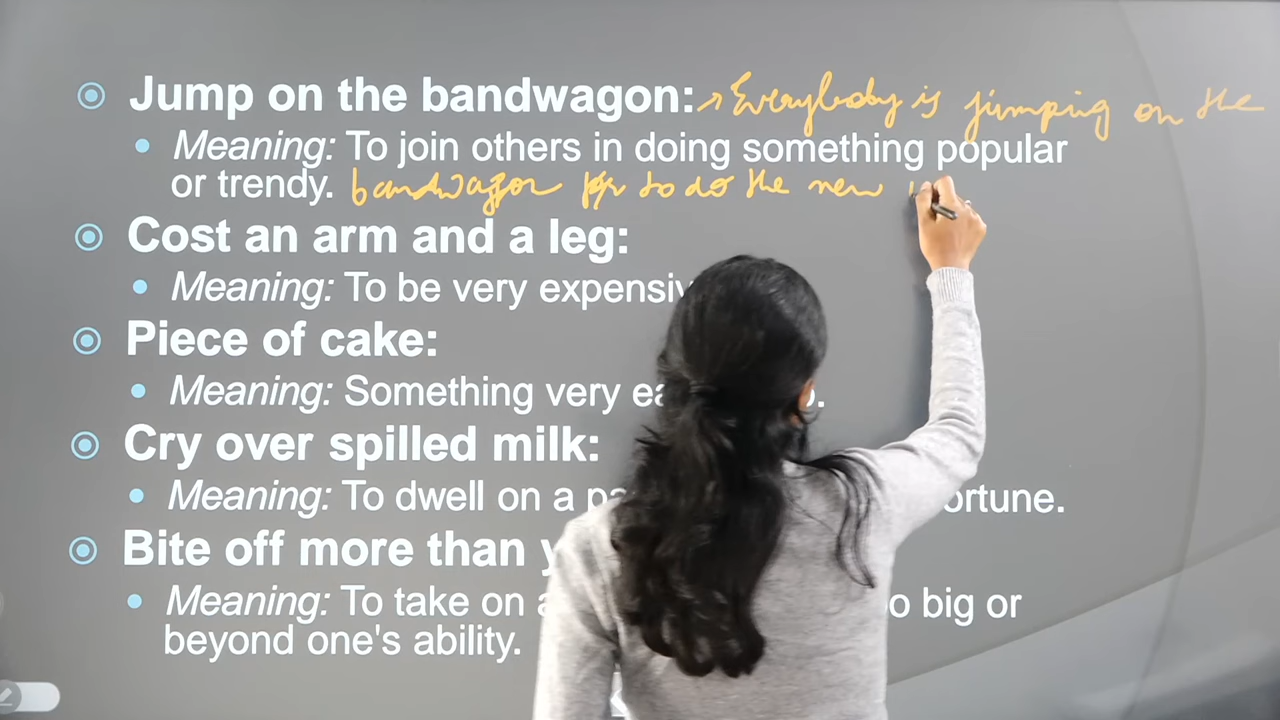 Jump on the bandwagon: → Everybody is jumping on the
Meaning: To join others in doing something popular
or trendy. bandwagon to do the new
Cost an arm and a leg:
Meaning: To be very expensiv
Piece of cake:
Meaning: Something very ea
Cry over spilled milk:
Meaning: To dwell on a pa ortune.
Bite off more than y
Meaning: To take on a o big or
beyond one's ability.